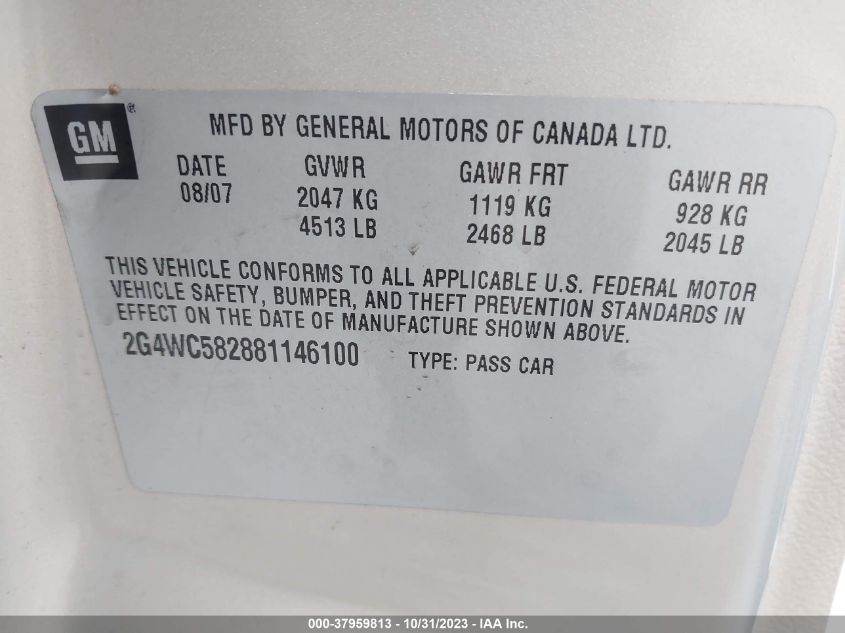 GM ®
MFD BY GENERAL MOTORS OF CANADA LTD.
DATE GVWR GAWR FRT GAWR RR
08/07 2047 KG 1119 KG 928 KG
4513 LB 2468 LB 2045 LB
THIS VEHICLE CONFORMS TO ALL APPLICABLE U.S. FEDERAL MOTOR
VEHICLE SAFETY, BUMPER, AND THEFT PREVENTION STANDARDS IN
EFFECT ON THE DATE OF MANUFACTURE SHOWN ABOVE.
2G4WC582881146100 TYPE: PASS CAR
000-37959813 - 10/31/2023 - IAA Inc.